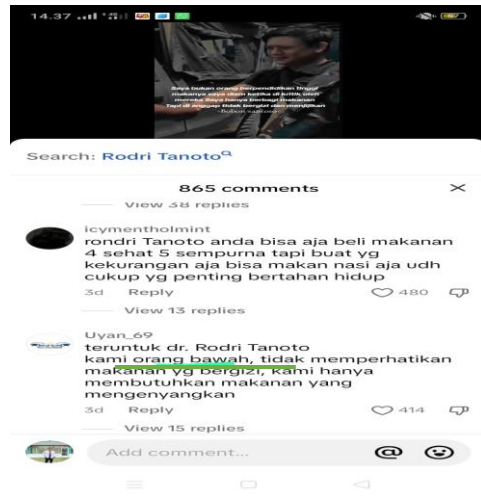 14.37
Saya bukan orang berpendidikan tinggi
makanya saya diam ketika di kritik oleh
mereka Saya hanya berbagi makanan
Tapi di anggap tidak bergizi dan menjijikan
-Bobon santoso-
Search: Rodri Tanoto
865 comments
View 38 replies
icymentholmint
rondri Tanoto anda bisa aja beli makanan
4 sehat 5 sempurna tapi buat yg
kekurangan aja bisa makan nasi aja udh
cukup yg penting bertahan hidup
3d Reply 480
View 13 replies
Uyan_69
teruntuk dr. Rodri Tanoto
kami orang bawah, tidak memperhatikan
makanan yg bergizi, kami hanya
membutuhkan makanan yang
mengenyangkan
3d Reply 414
View 15 replies
Add comment...